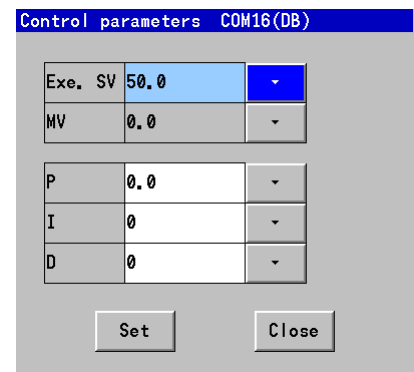 Control parameters COM16(DB)
Exe. SV 50.0
MV 0.0
P 0.0
I 0
D 0
Set Close